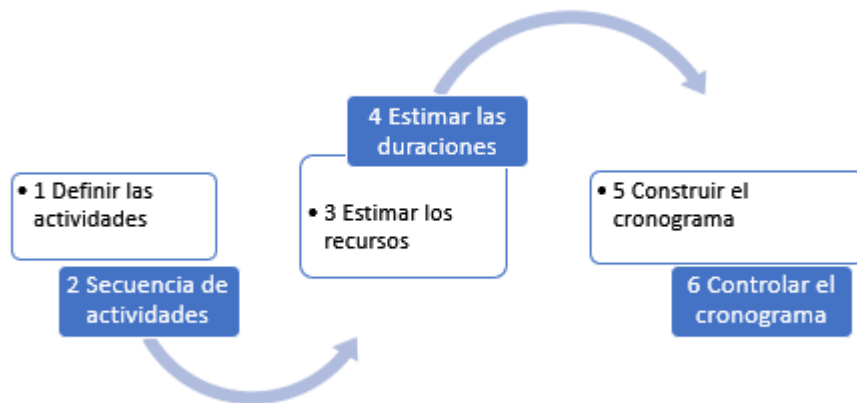 • 1 Definir las
actividades
2 Secuencia de
actividades
• 3 Estimar los
recursos
4 Estimar las
duraciones
• 5 Construir el
cronograma
6 Controlar el
cronograma